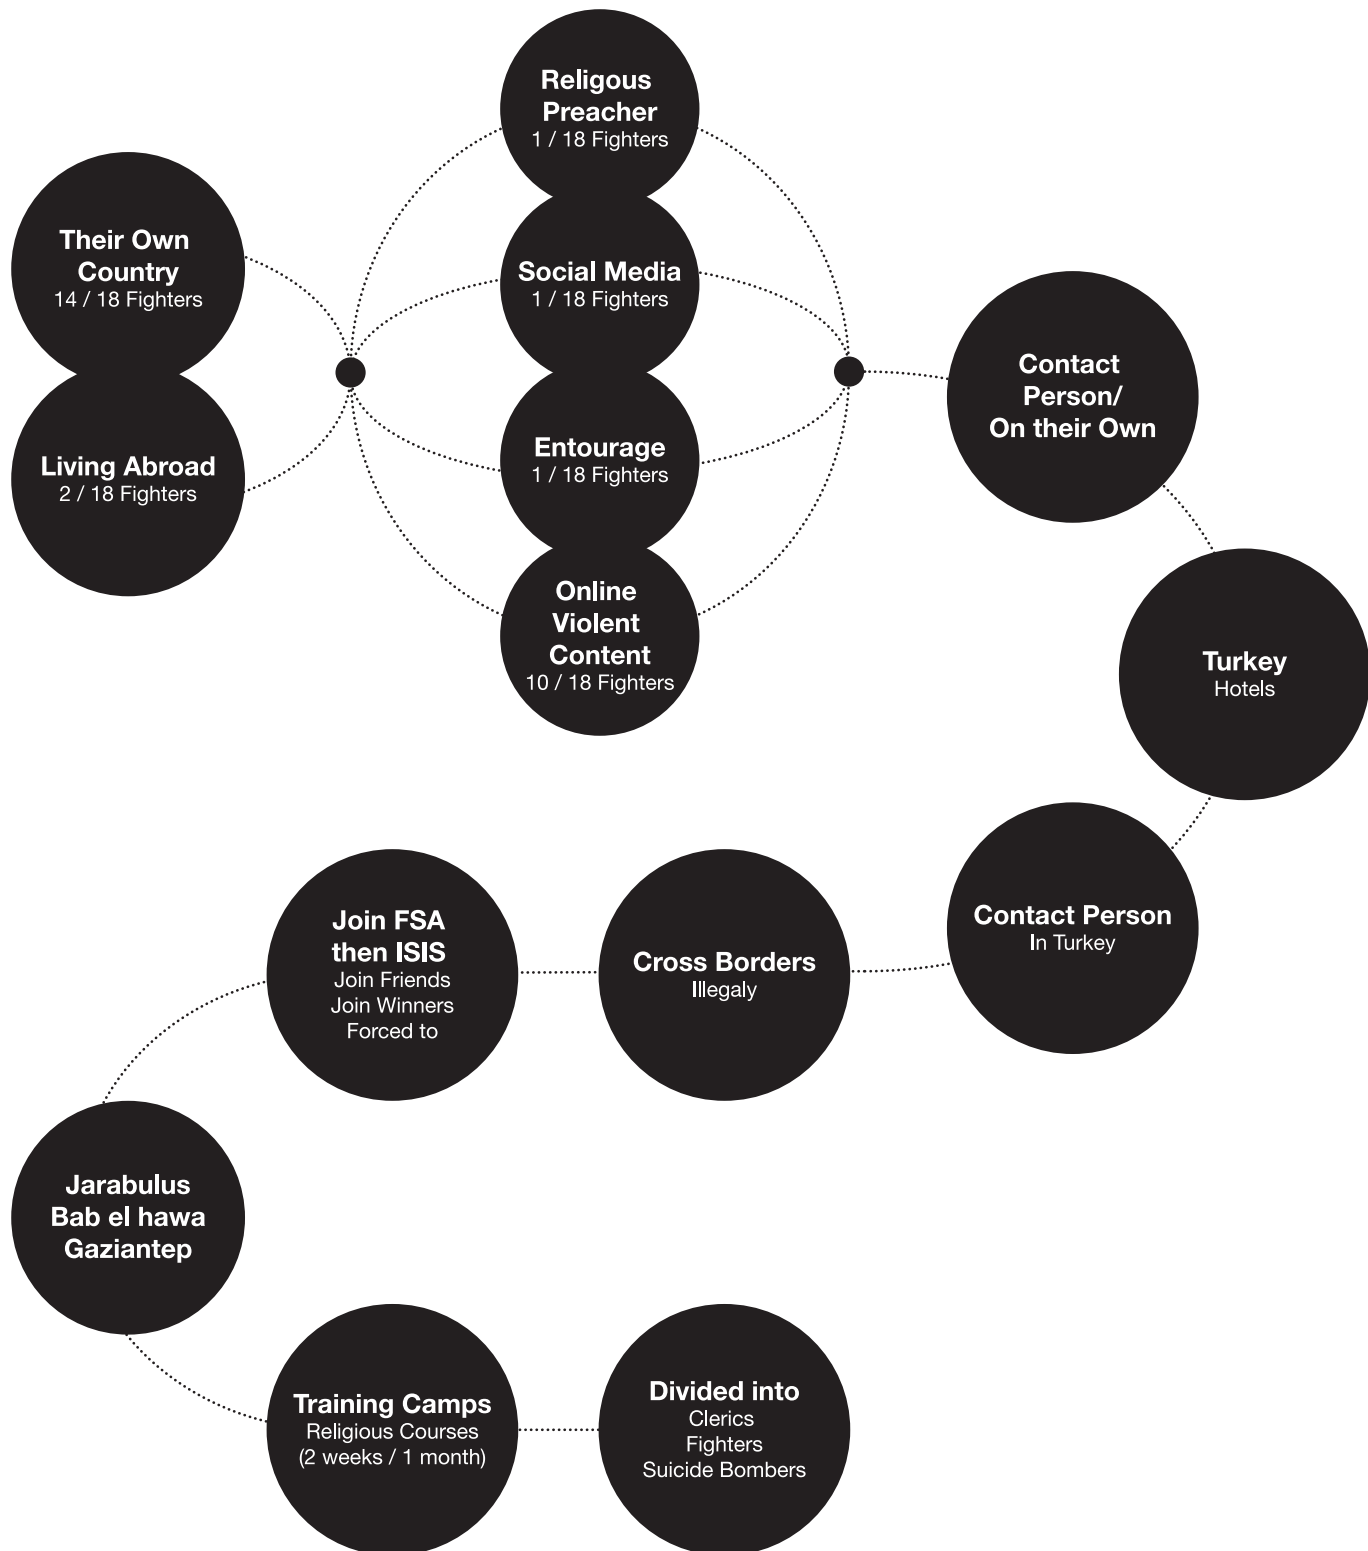 Religous
Preacher
1 / 18 Fighters
Their Own
Country
14 / 18 Fighters
Social Media
1 / 18 Fighters
Living Abroad
2 / 18 Fighters
Entourage
1 / 18 Fighters
Online
Violent
Content
10 / 18 Fighters
Contact
Person/
On their Own
Turkey
Hotels
Contact Person
In Turkey
Cross Borders
Illegaly
Join FSA
then ISIS
Join Friends
Join Winners
Forced to
Jarabulus
Bab el hawa
Gaziantep
Training Camps
Religious Courses
(2 weeks / 1 month)
Divided into
Clerics
Fighters
Suicide Bombers